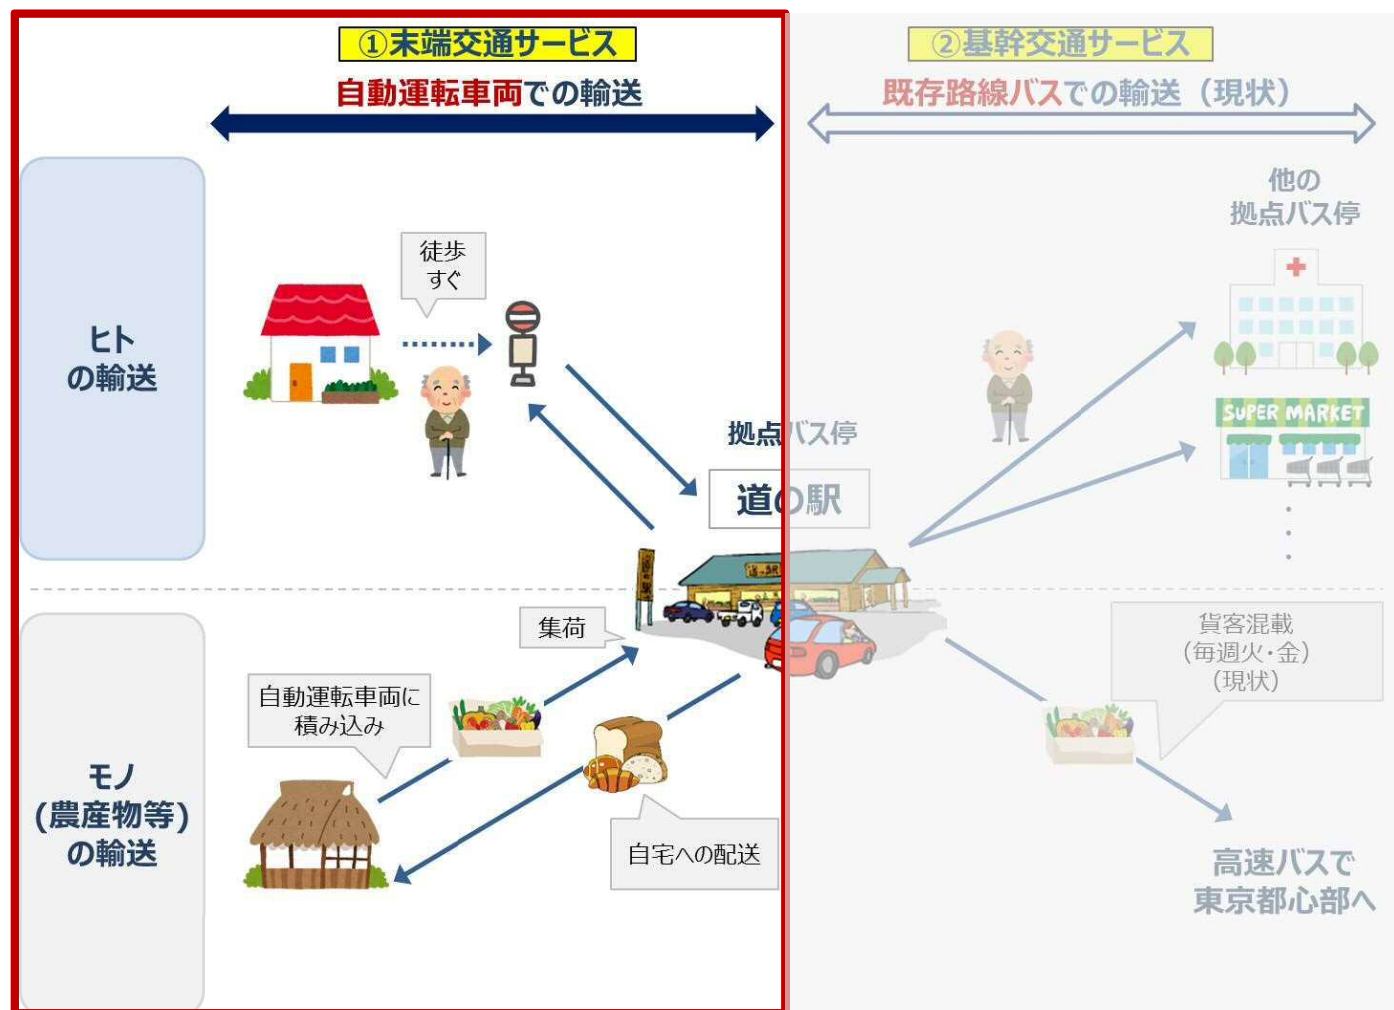 ①末端交通サービス
自動運転車両での輸送
②基幹交通サービス
既存路線バスでの輸送（現状）
他の
拠点バス停
徒歩
すぐ
ヒト
の輸送
SUPER MARKET
拠点バス停
道の駅
道の駅
道の駅
集荷
貨客混載
（毎週火・金）
（現状）
自動運転車両に
積み込み
モノ
(農産物等)
の輸送
自宅への配送
高速バスで
東京都心部へ